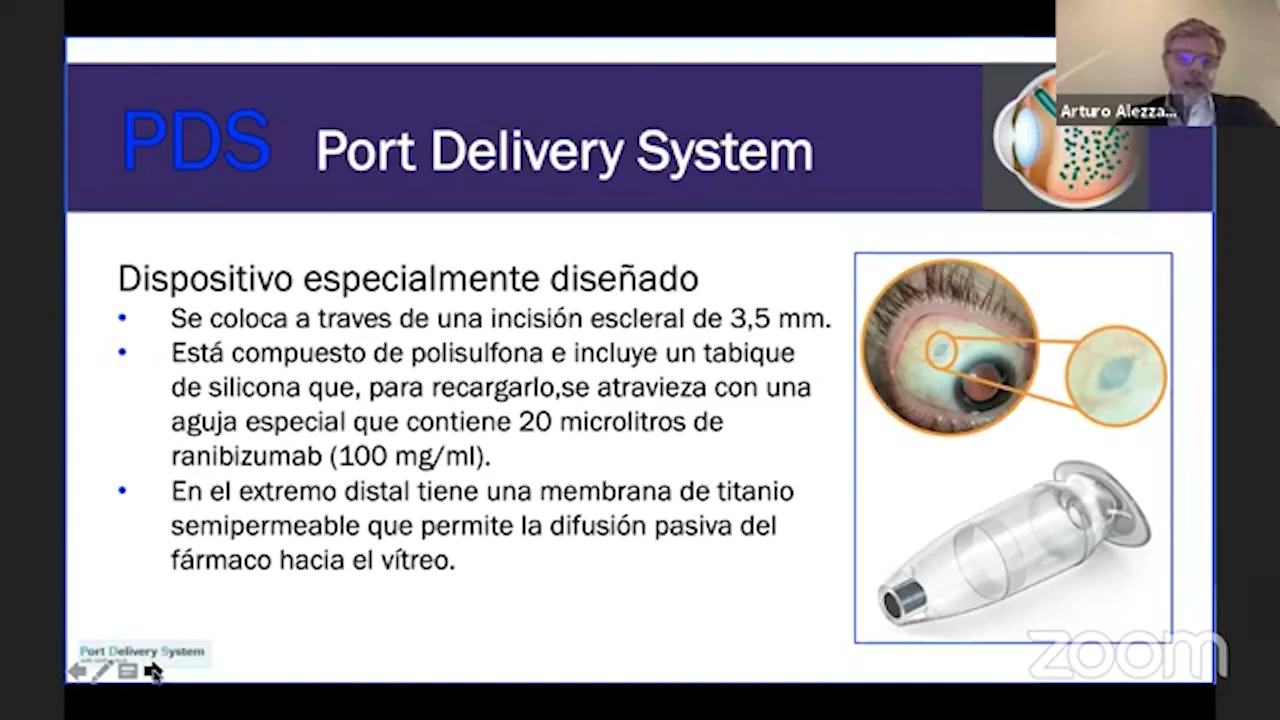 PDS Port Delivery System
Arturo Alezza...
Dispositivo especialmente diseñado
• Se coloca a traves de una incisión escleral de 3,5 mm.
• Está compuesto de polisulfona e incluye un tabique
de silicona que, para recargarlo,se atravieza con una
aguja especial que contiene 20 microlitros de
ranibizumab (100 mg/ml).
• En el extremo distal tiene una membrana de titanio
semipermeable que permite la difusión pasiva del
fármaco hacia el vítreo.
Port Delivery System
zoom